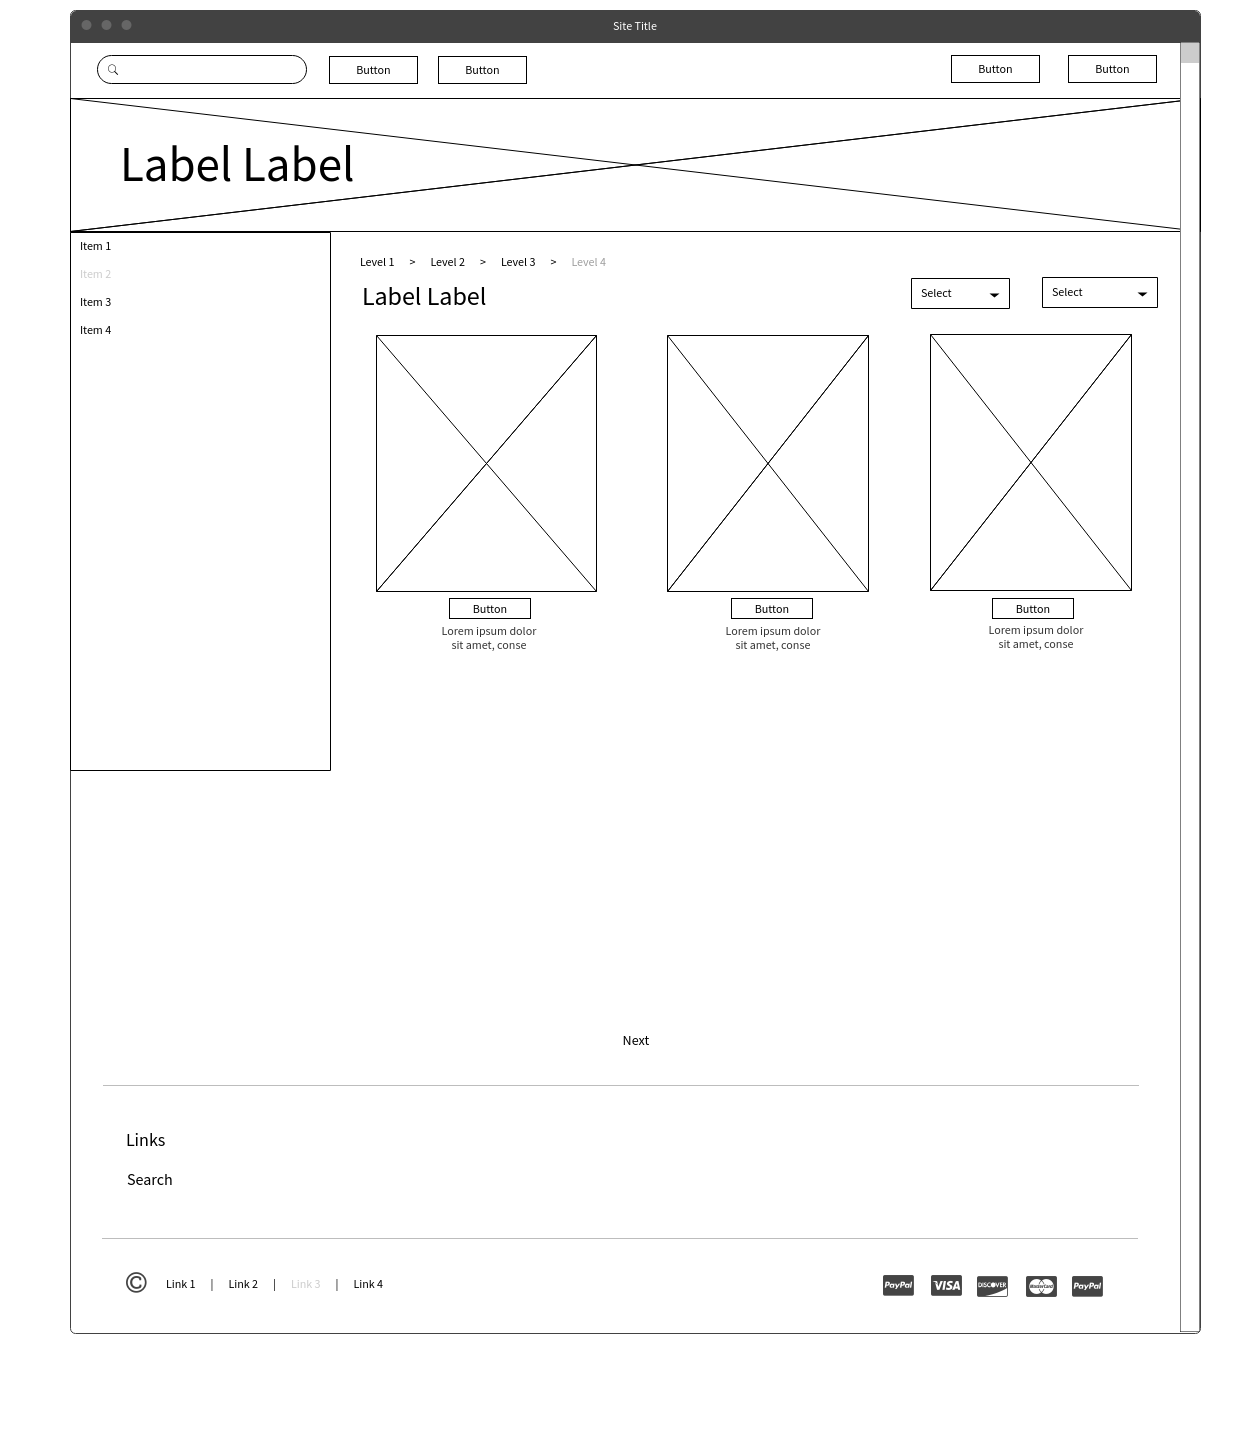 Site Title
Button Button Button Button
Label Label
Item 1
Item 2
Item 3
Item 4
Level 1 > Level 2 > Level 3 > Level 4
Label Label
Select Select
Button Button Button
Lorem ipsum dolor Lorem ipsum dolor Lorem ipsum dolor
sit amet, conse sit amet, conse sit amet, conse
Next
Links
Search
© Link 1 | Link 2 | Link 3 | Link 4
PayPal VISA DISCOVER MasterCard PayPal